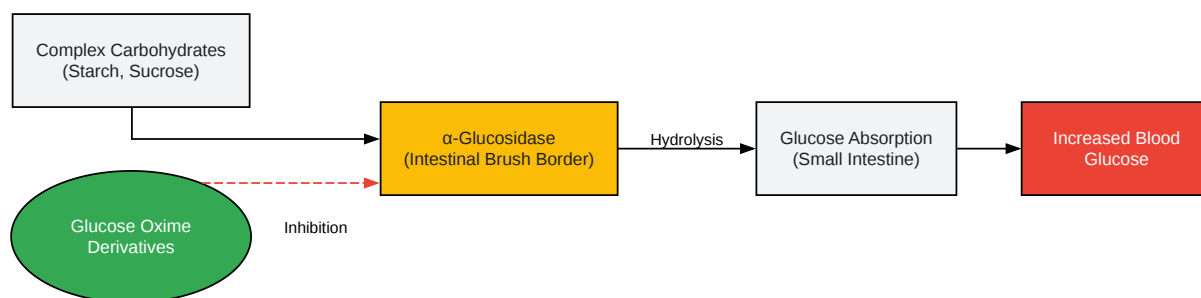 Complex Carbohydrates
(Starch, Sucrose)
α-Glucosidase
(Intestinal Brush Border)
Hydrolysis
Glucose Absorption
(Small Intestine)
Increased Blood
Glucose
Glucose Oxime
Derivatives
Inhibition